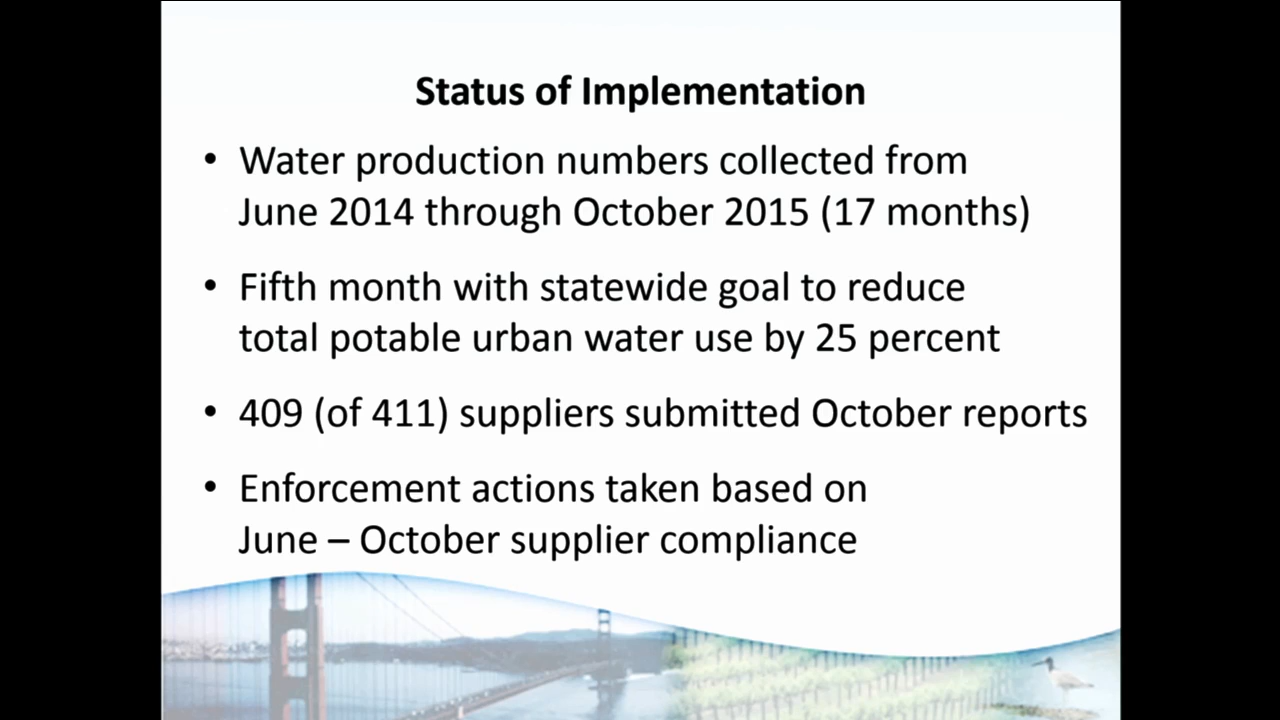 Status of Implementation
• Water production numbers collected from
June 2014 through October 2015 (17 months)
• Fifth month with statewide goal to reduce
total potable urban water use by 25 percent
• 409 (of 411) suppliers submitted October reports
• Enforcement actions taken based on
June – October supplier compliance